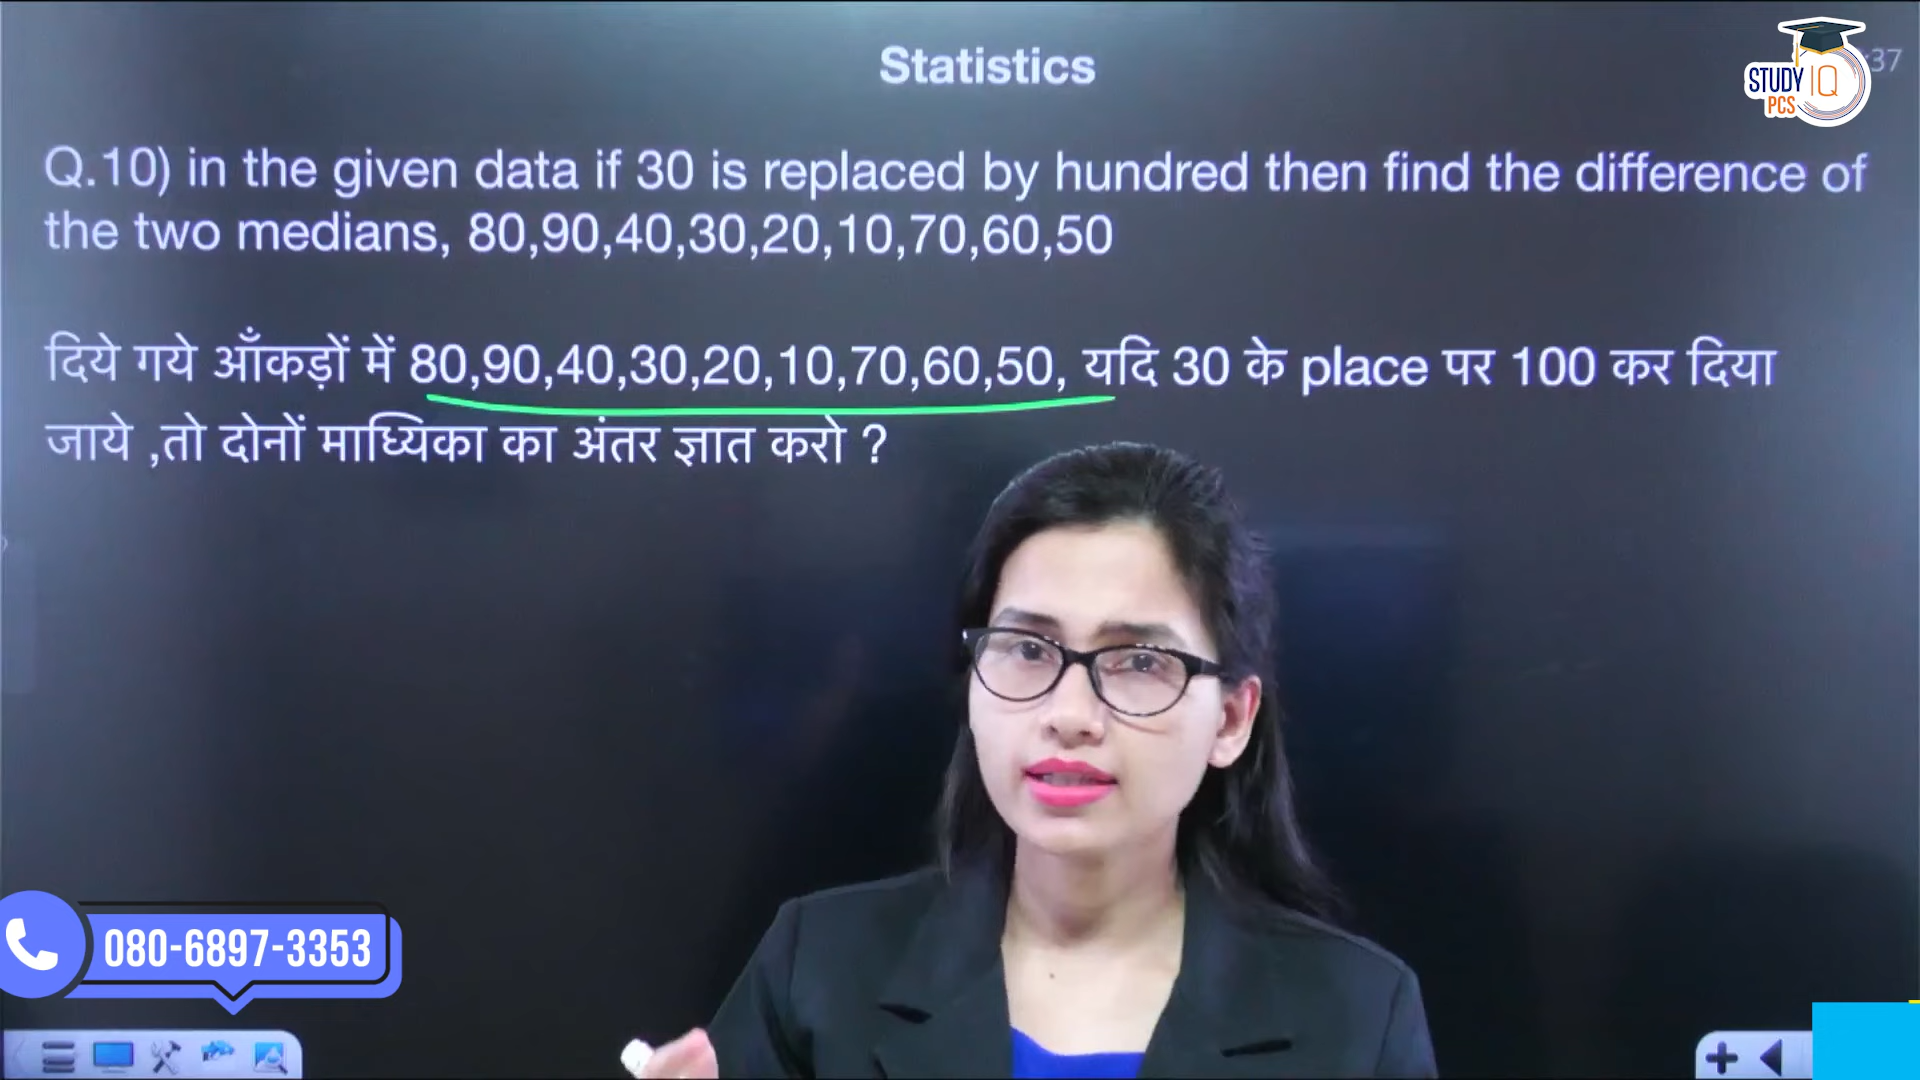 Statistics
:37
STUDY IQ
PCS
Q.10) in the given data if 30 is replaced by hundred then find the difference of
the two medians, 80,90,40,30,20,10,70,60,50
दिये गये आँकड़ों में 80,90,40,30,20,10,70,60,50, यदि 30 के place पर 100 कर दिया
जाये ,तो दोनों माध्यिका का अंतर ज्ञात करो ?
080-6897-3353